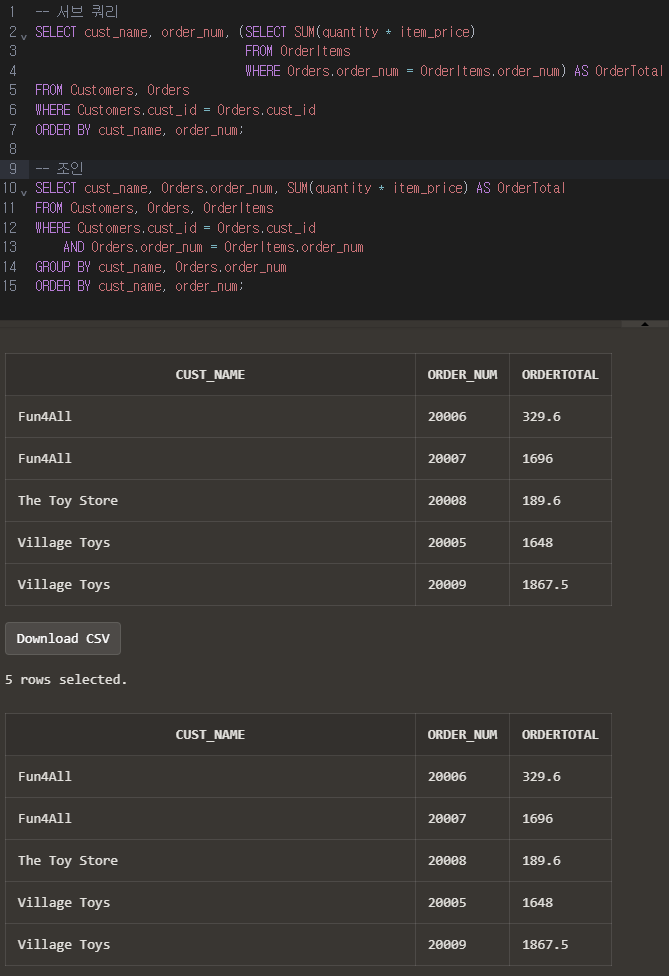 1 -- 서브 쿼리
2 SELECT cust_name, order_num, (SELECT SUM(quantity * item_price)
3 FROM OrderItems
4 WHERE Orders.order_num = OrderItems.order_num) AS OrderTotal
5 FROM Customers, Orders
6 WHERE Customers.cust_id = Orders.cust_id
7 ORDER BY cust_name, order_num;
8
9 -- 조인
10 SELECT cust_name, Orders.order_num, SUM(quantity * item_price) AS OrderTotal
11 FROM Customers, Orders, OrderItems
12 WHERE Customers.cust_id = Orders.cust_id
13 AND Orders.order_num = OrderItems.order_num
14 GROUP BY cust_name, Orders.order_num
15 ORDER BY cust_name, order_num;
CUST_NAME ORDER_NUM ORDERTOTAL
Fun4All 20006 329.6
Fun4All 20007 1696
The Toy Store 20008 189.6
Village Toys 20005 1648
Village Toys 20009 1867.5
Download CSV
5 rows selected.
CUST_NAME ORDER_NUM ORDERTOTAL
Fun4All 20006 329.6
Fun4All 20007 1696
The Toy Store 20008 189.6
Village Toys 20005 1648
Village Toys 20009 1867.5